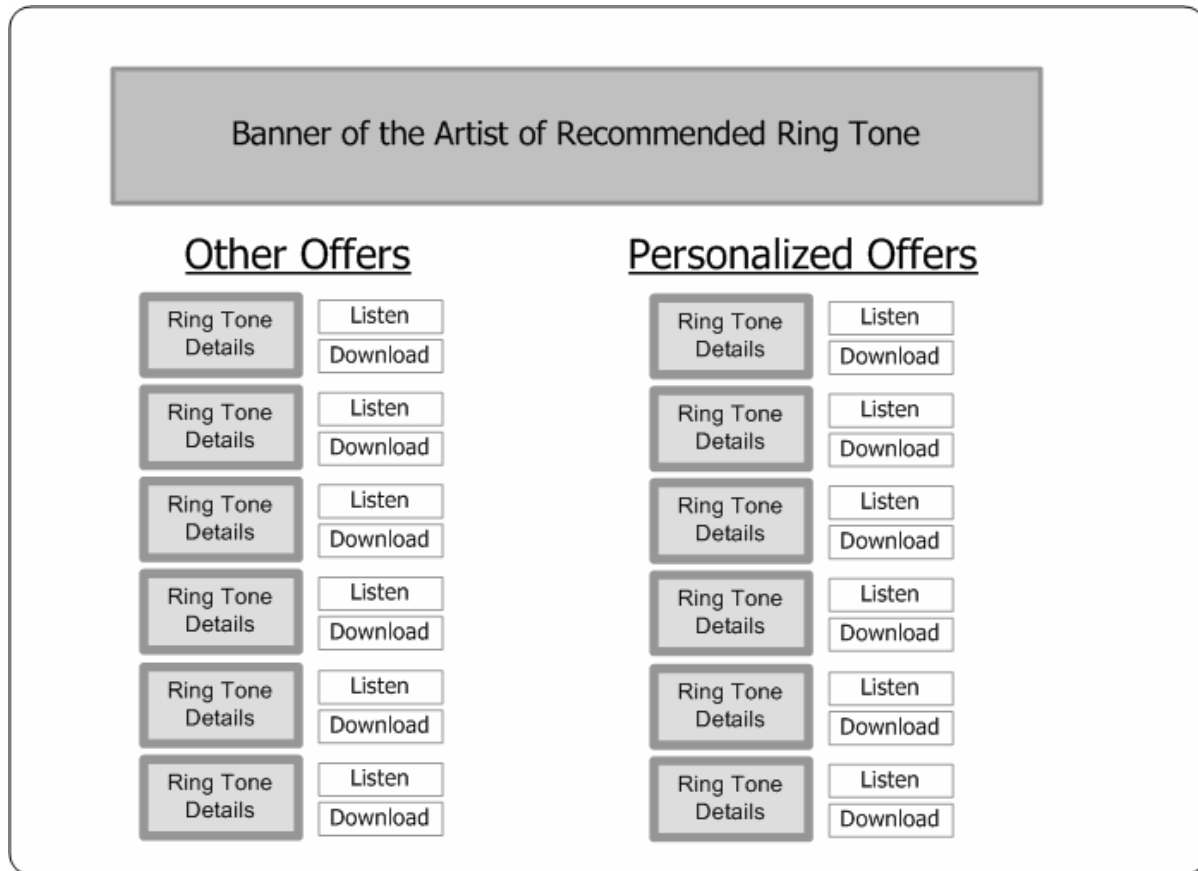 Banner of the Artist of Recommended Ring Tone
Other Offers
Ring Tone
Details
Listen
Download
Ring Tone
Details
Listen
Download
Ring Tone
Details
Listen
Download
Ring Tone
Details
Listen
Download
Ring Tone
Details
Listen
Download
Ring Tone
Details
Listen
Download
Personalized Offers
Ring Tone
Details
Listen
Download
Ring Tone
Details
Listen
Download
Ring Tone
Details
Listen
Download
Ring Tone
Details
Listen
Download
Ring Tone
Details
Listen
Download
Ring Tone
Details
Listen
Download